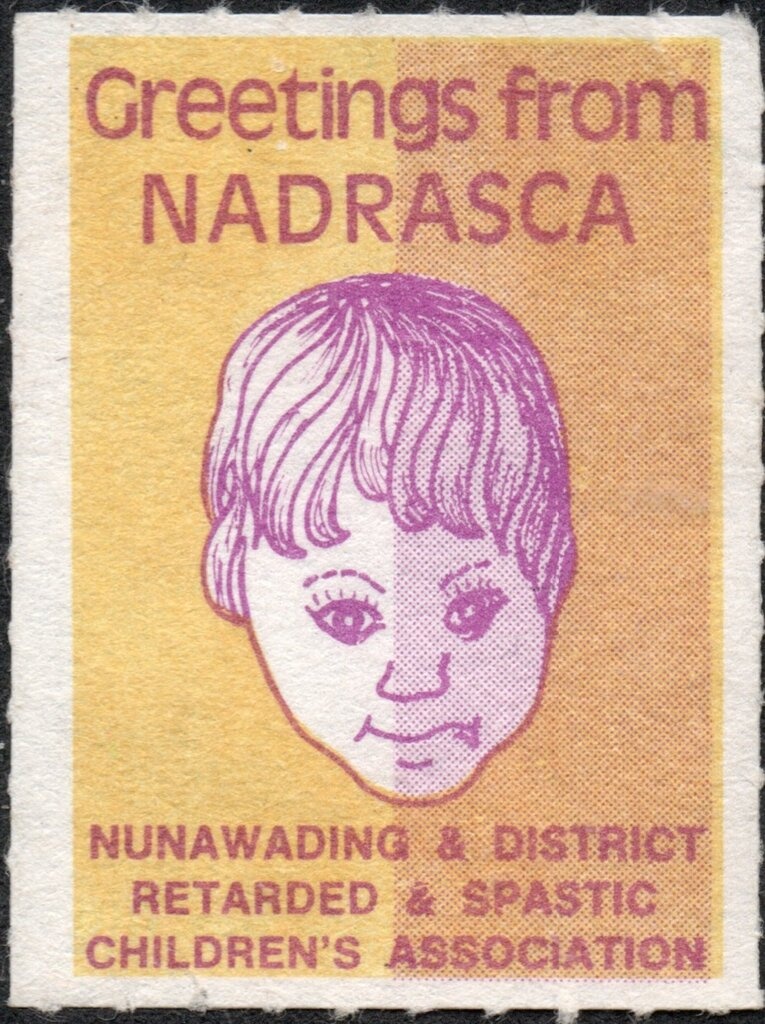 Greetings from
NADRASCA
NUNAWADING & DISTRICT
RETARDED & SPASTIC
CHILDREN'S ASSOCIATION